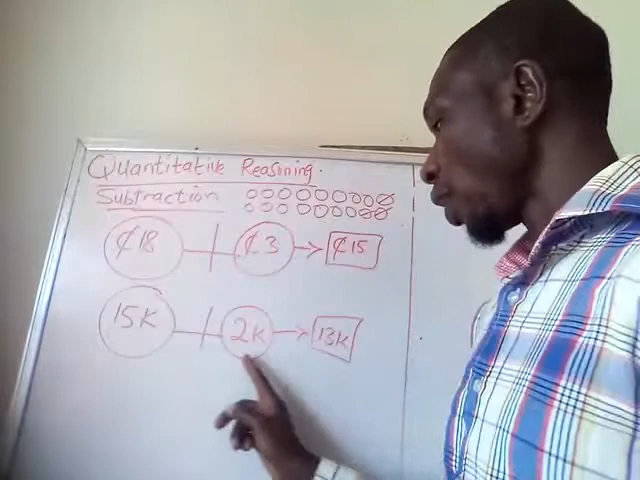 Quantitative Reasoning.
Subtraction
₵18 ₵3 ₵15
15K 2K 13K